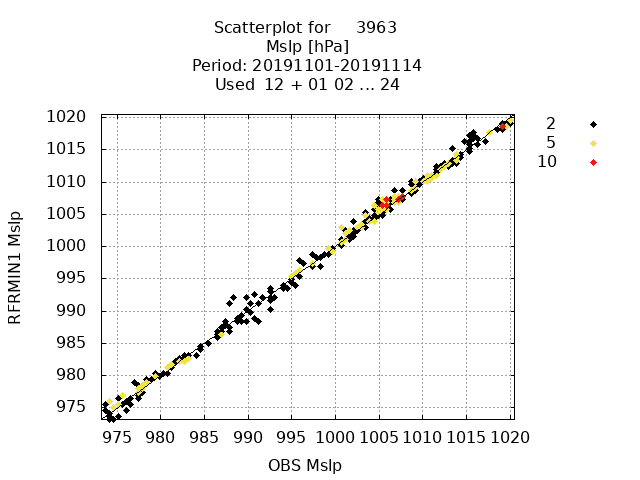 Scatterplot for 3963
Mslp [hPa]
Period: 20191101-20191114
Used 12 + 01 02 ... 24
2
5
10
1020
1015
1010
1005
1000
995
990
985
980
975
RFRMIN1 Mslp
975 980 985 990 995 1000 1005 1010 1015 1020
OBS Mslp